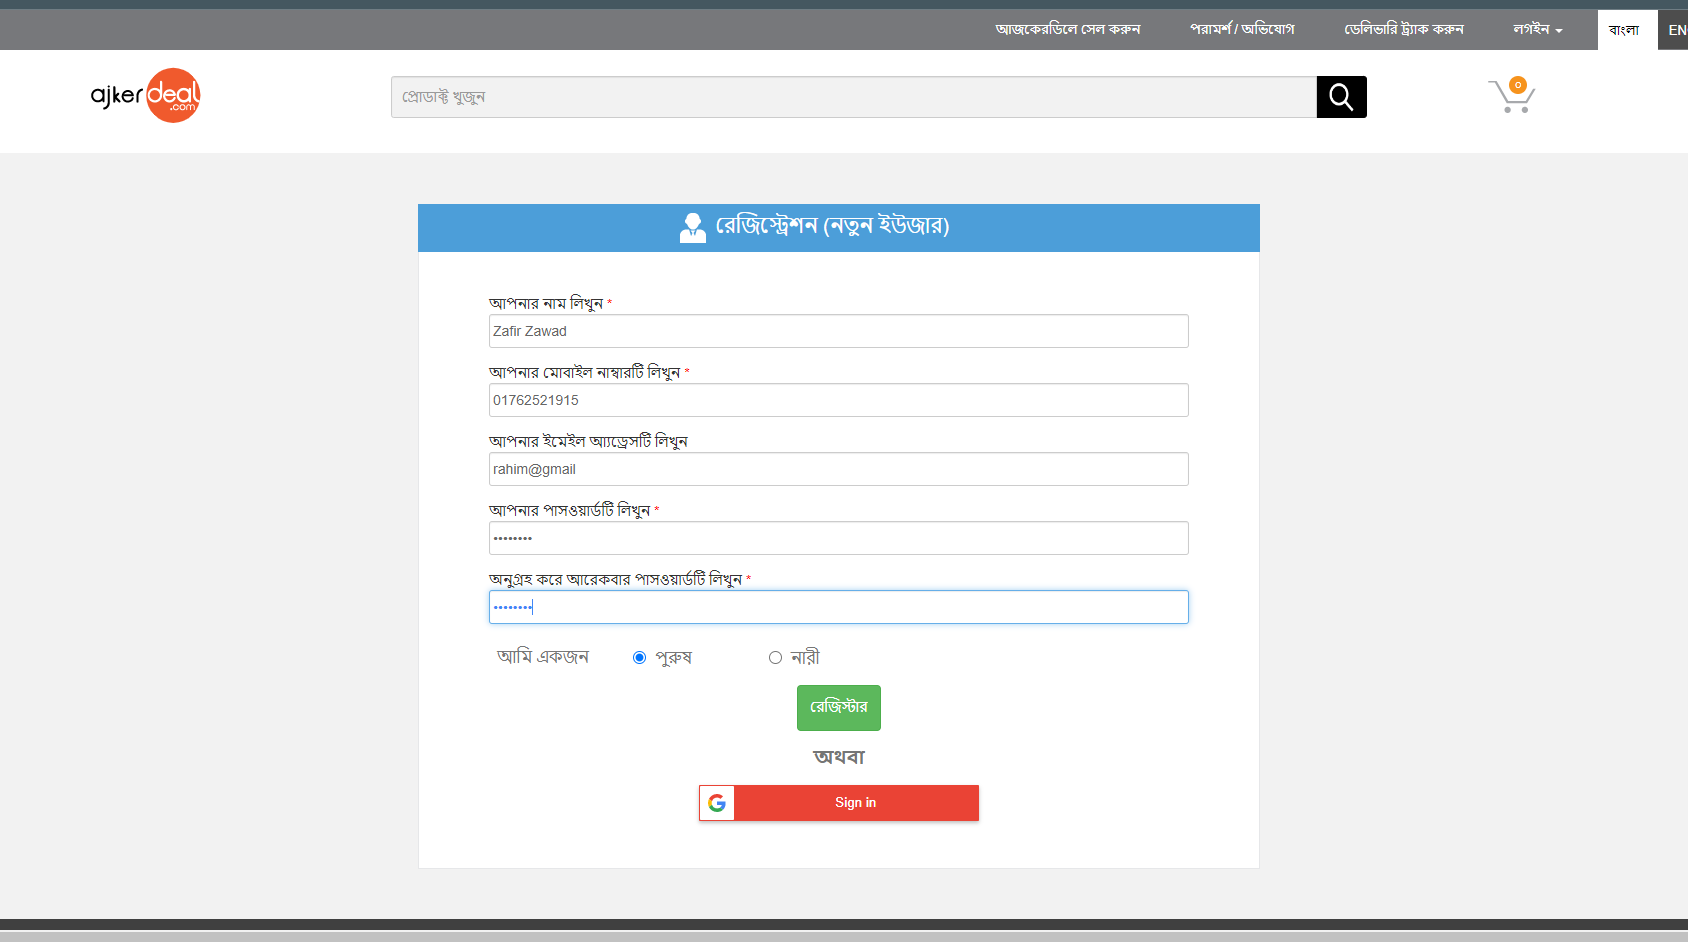 আজকেরডিলে সেল করুন পরামর্শ / অভিযোগ ডেলিভারি ট্র্যাক করুন লগইন বাংলা EN
ajkerdeal.com
প্রোডাক্ট খুজুন
0
রেজিস্ট্রেশন (নতুন ইউজার)
আপনার নাম লিখুন *
Zafir Zawad
আপনার মোবাইল নাম্বারটি লিখুন *
01762521915
আপনার ইমেইল অ্যাড্রেসটি লিখুন
rahim@gmail
আপনার পাসওয়ার্ডটি লিখুন *
••••••••
অনুগ্রহ করে আরেকবার পাসওয়ার্ডটি লিখুন *
••••••••
আমি একজন পুরুষ নারী
রেজিস্টার
অথবা
G Sign in